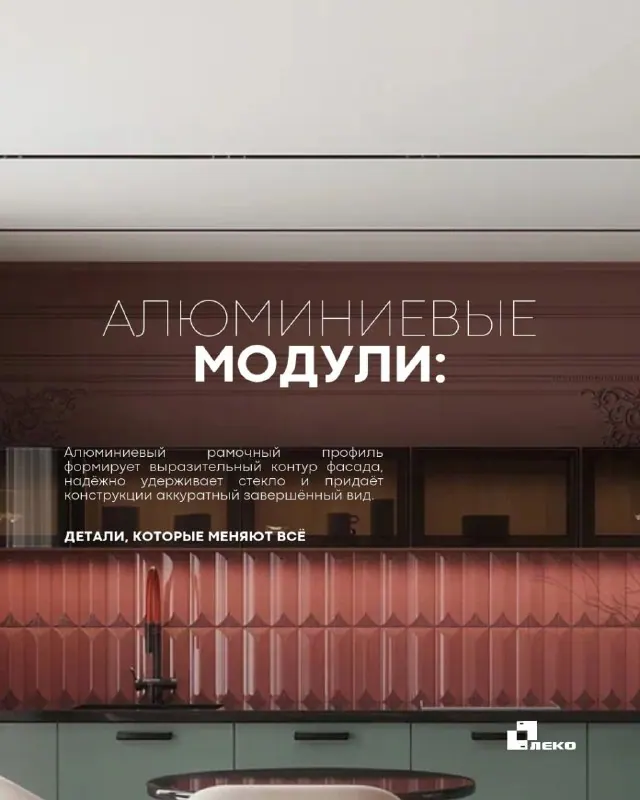 АЛЮМИНИЕВЫЕ
МОДУЛИ:
Алюминиевый рамочный профиль
формирует выразительный контур фасада,
надёжно удерживает стекло и придаёт
конструкции аккуратный завершённый вид.
ДЕТАЛИ, КОТОРЫЕ МЕНЯЮТ ВСЁ
ЛЕКО